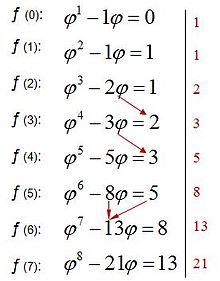 f (0): φ¹ − 1φ = 0 1
f (1): φ² − 1φ = 1 1
f (2): φ³ − 2φ = 1 2
f (3): φ⁴ − 3φ = 2 3
f (4): φ⁵ − 5φ = 3 5
f (5): φ⁶ − 8φ = 5 8
f (6): φ⁷ − 13φ = 8 13
f (7): φ⁸ − 21φ = 13 21